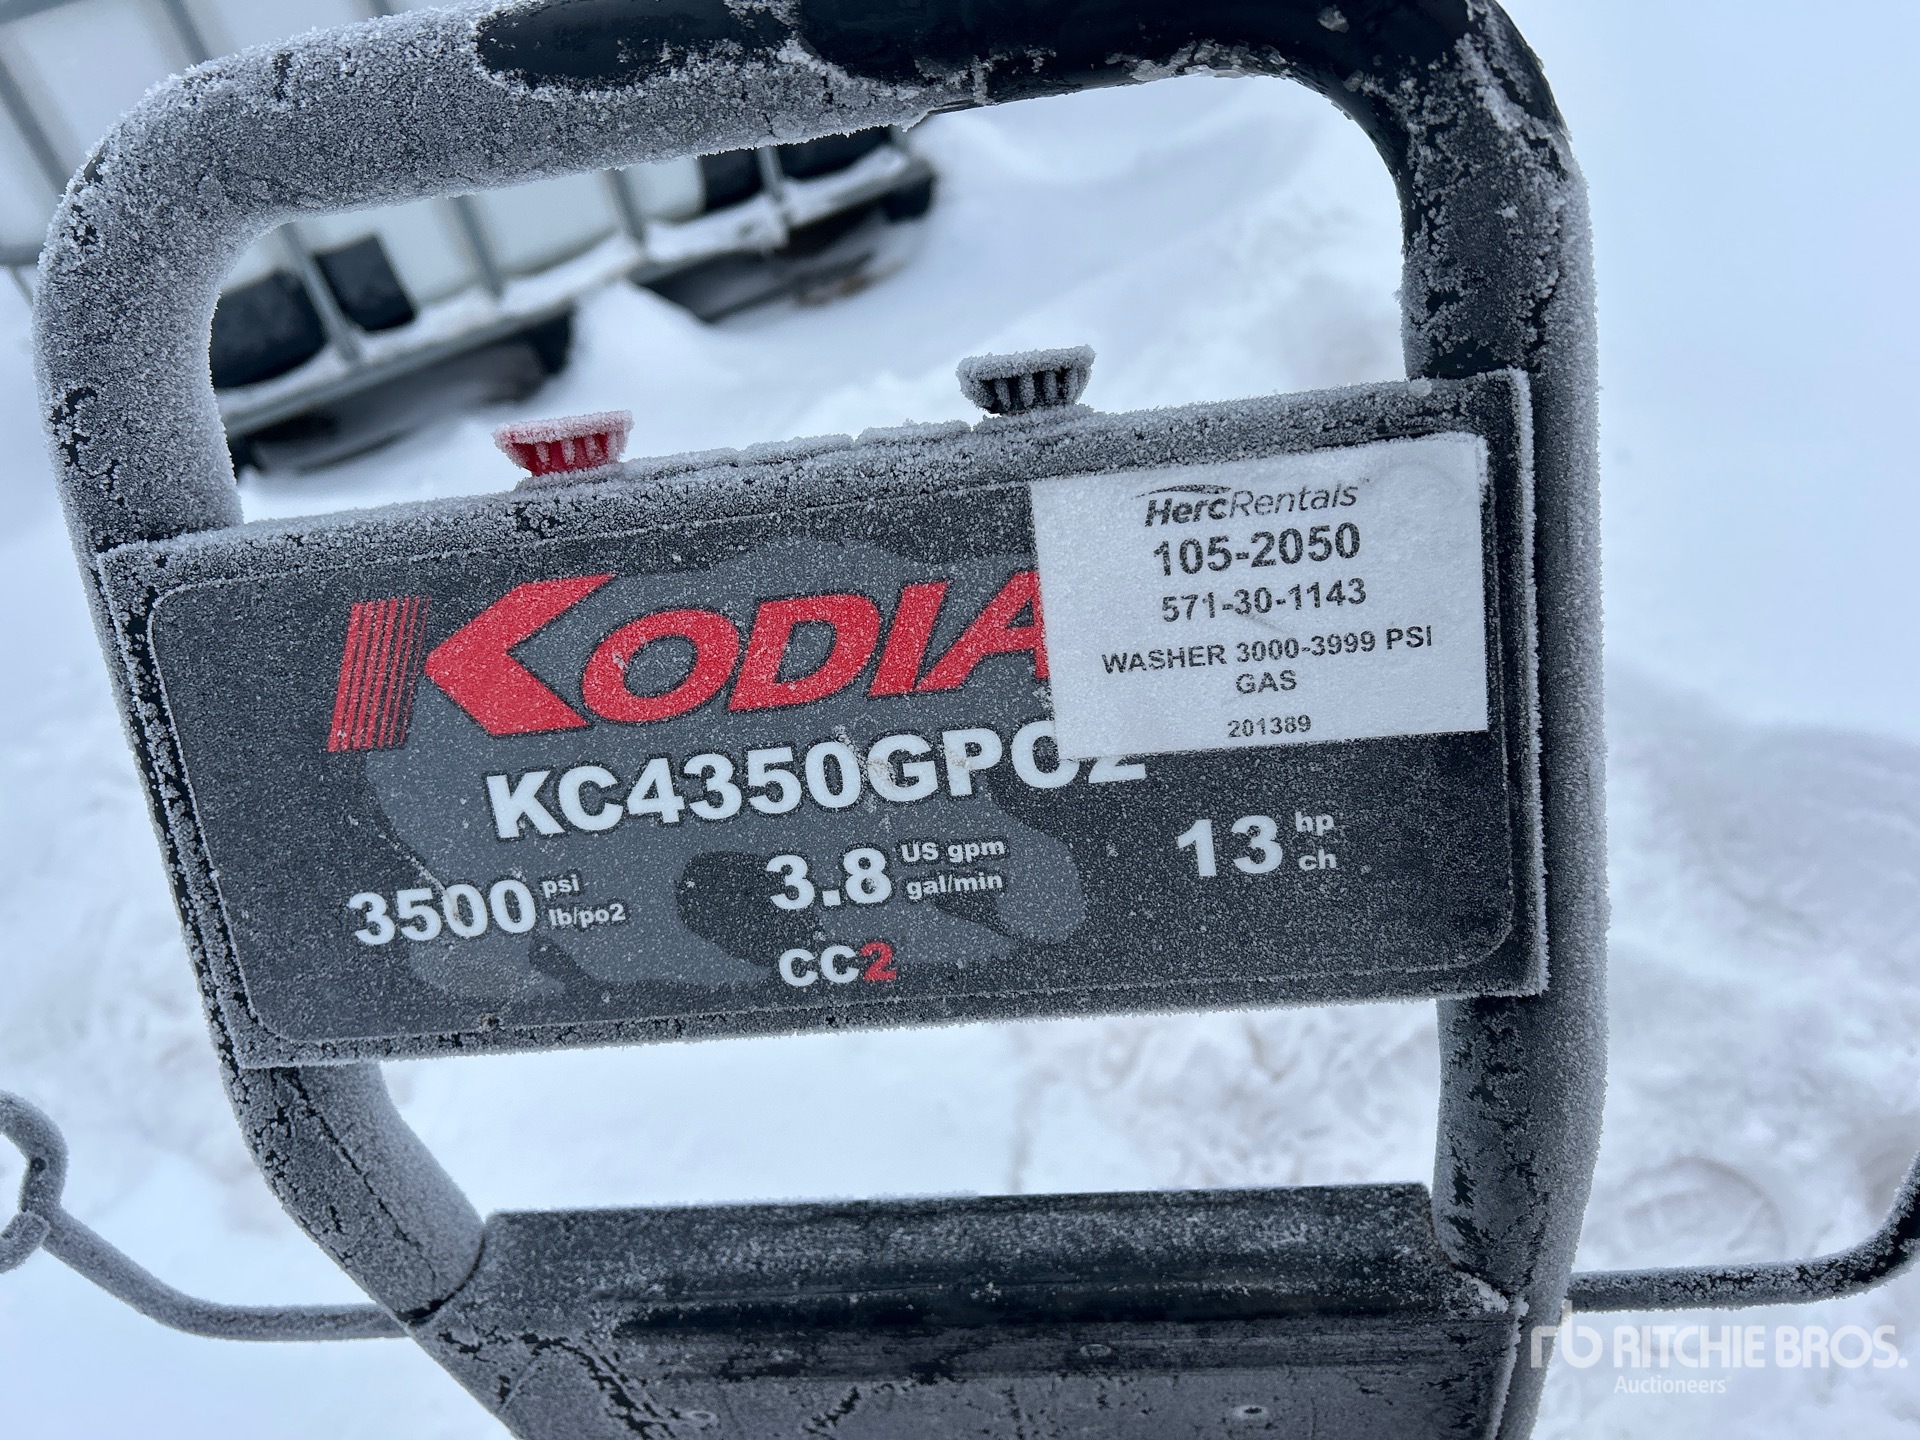 HercRentals
105-2050
571-30-1143
WASHER 3000-3999 PSI
GAS
201389
KODIA
KC4350GPO2
3500 psi
lb/po2
3.8 US gpm
gal/min
13 hp
ch
CC2
rb RITCHIE BROS.
Auctioneers